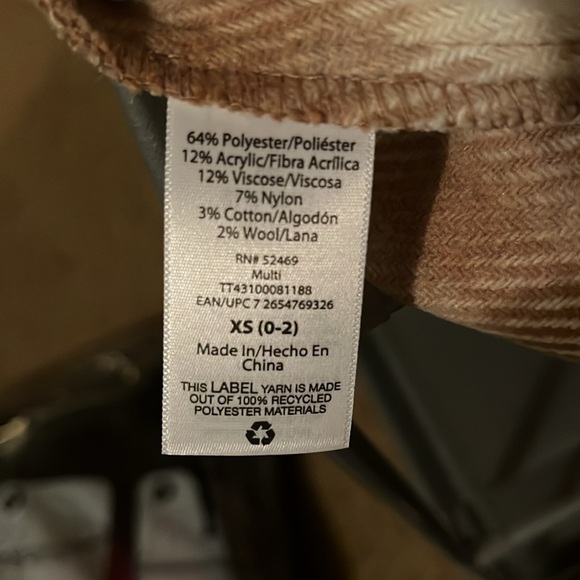 64% Polyester/Poliéster
12% Acrylic/Fibra Acrílica
12% Viscose/Viscosa
7% Nylon
3% Cotton/Algodón
2% Wool/Lana
RN# 52469
Multi
TT43100081188
EAN/UPC 7 2654769326
XS (0-2)
Made In/Hecho En
China
THIS LABEL YARN IS MADE
OUT OF 100% RECYCLED
POLYESTER MATERIALS